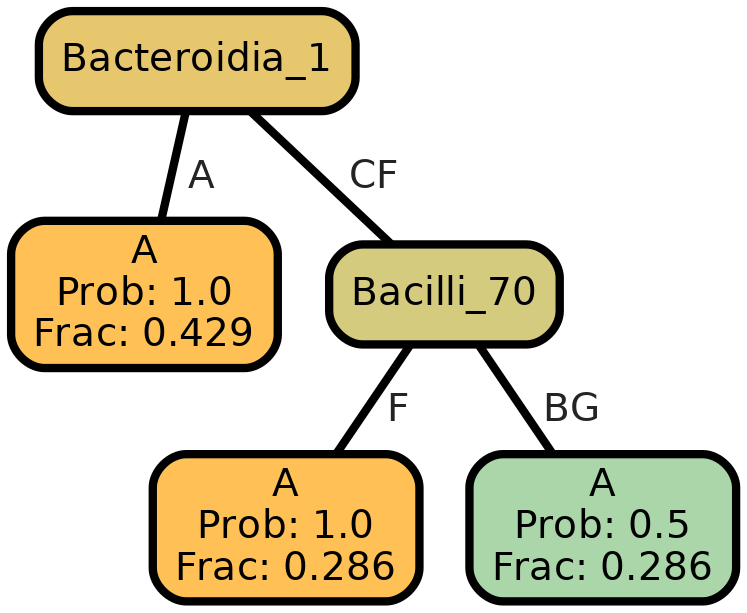 Bacteroidia_1
A
CF
A
Prob: 1.0
Frac: 0.429
Bacilli_70
F
BG
A
Prob: 1.0
Frac: 0.286
A
Prob: 0.5
Frac: 0.286